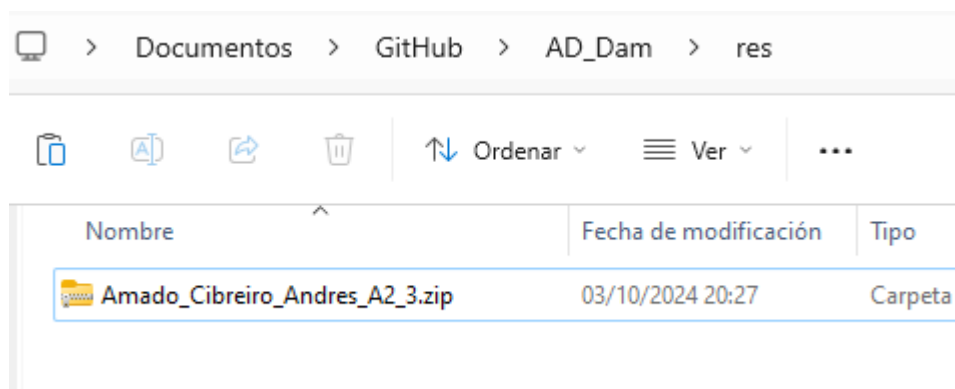 Documentos > GitHub > AD_Dam > res
Ordenar Ver ...
Nombre Fecha de modificación Tipo
Amado_Cibreiro_Andres_A2_3.zip 03/10/2024 20:27 Carpeta